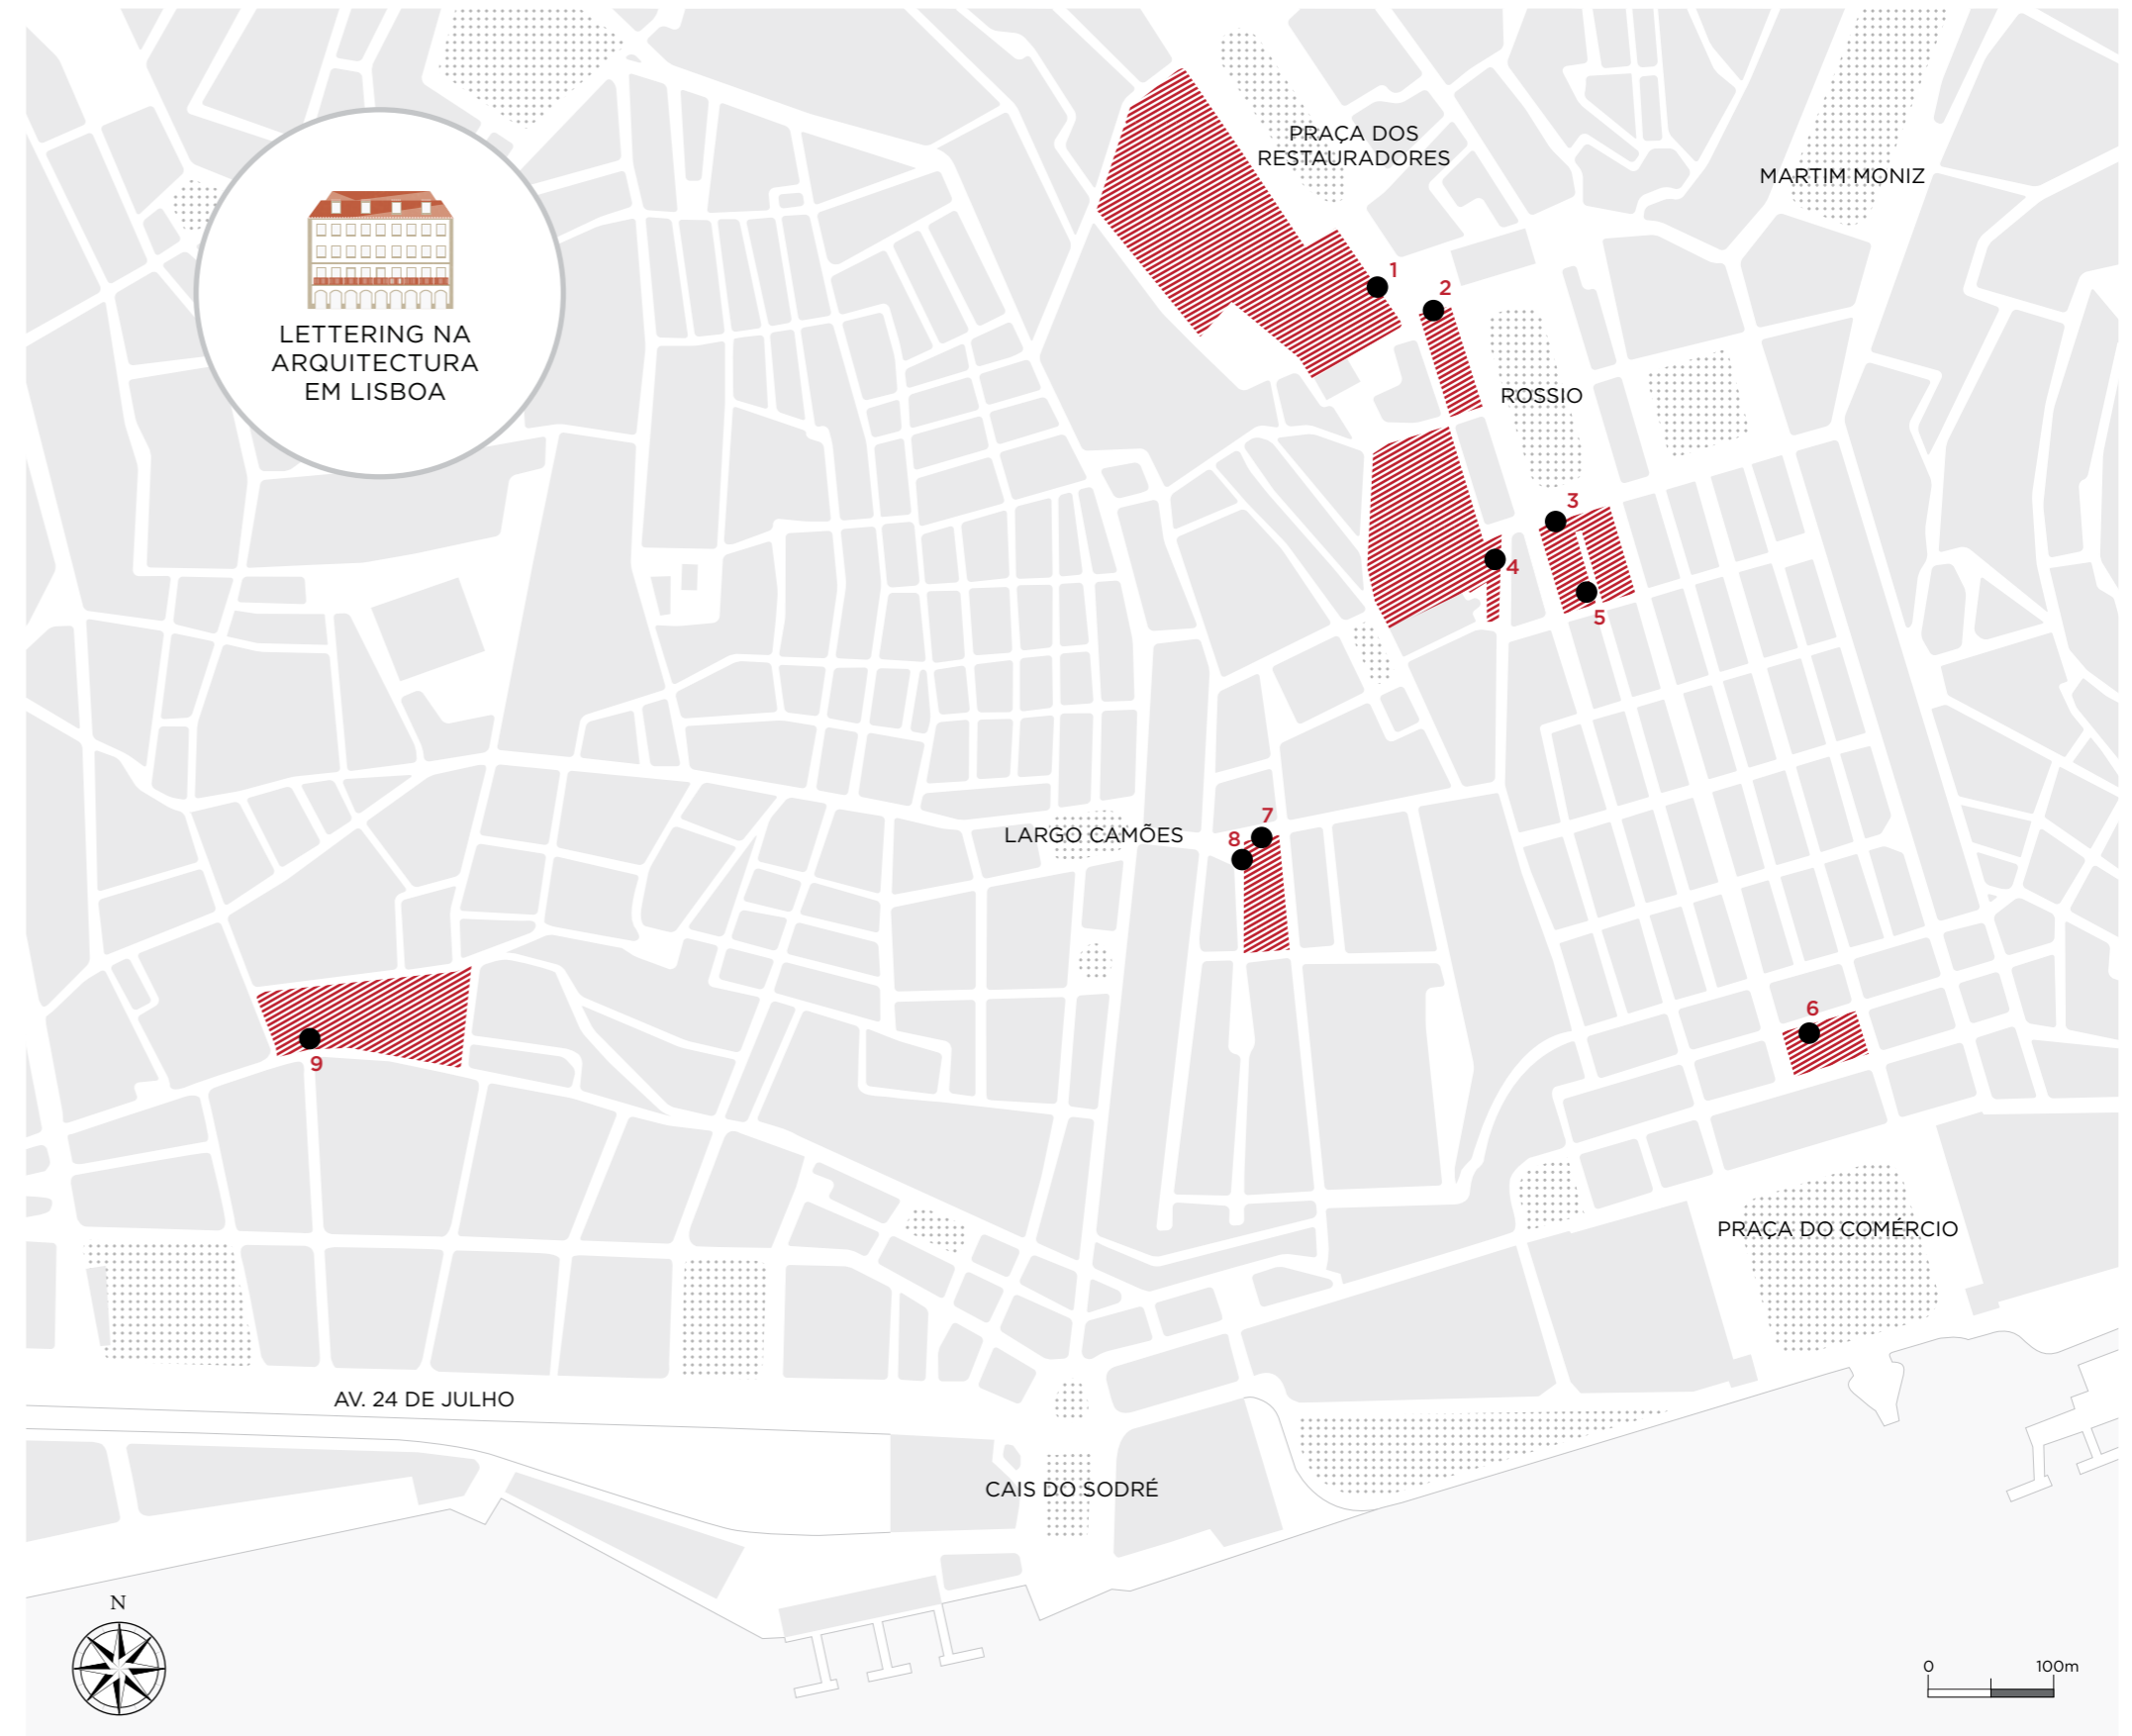 PRAÇA DOS
RESTAURADORES
MARTIM MONIZ
1
2
LETTERING NA
ARQUITECTURA
EM LISBOA
ROSSIO
3
4
5
7
LARGO CAMÕES
8
6
9
PRAÇA DO COMÉRCIO
AV. 24 DE JULHO
CAIS DO SODRÉ
N
0
100m